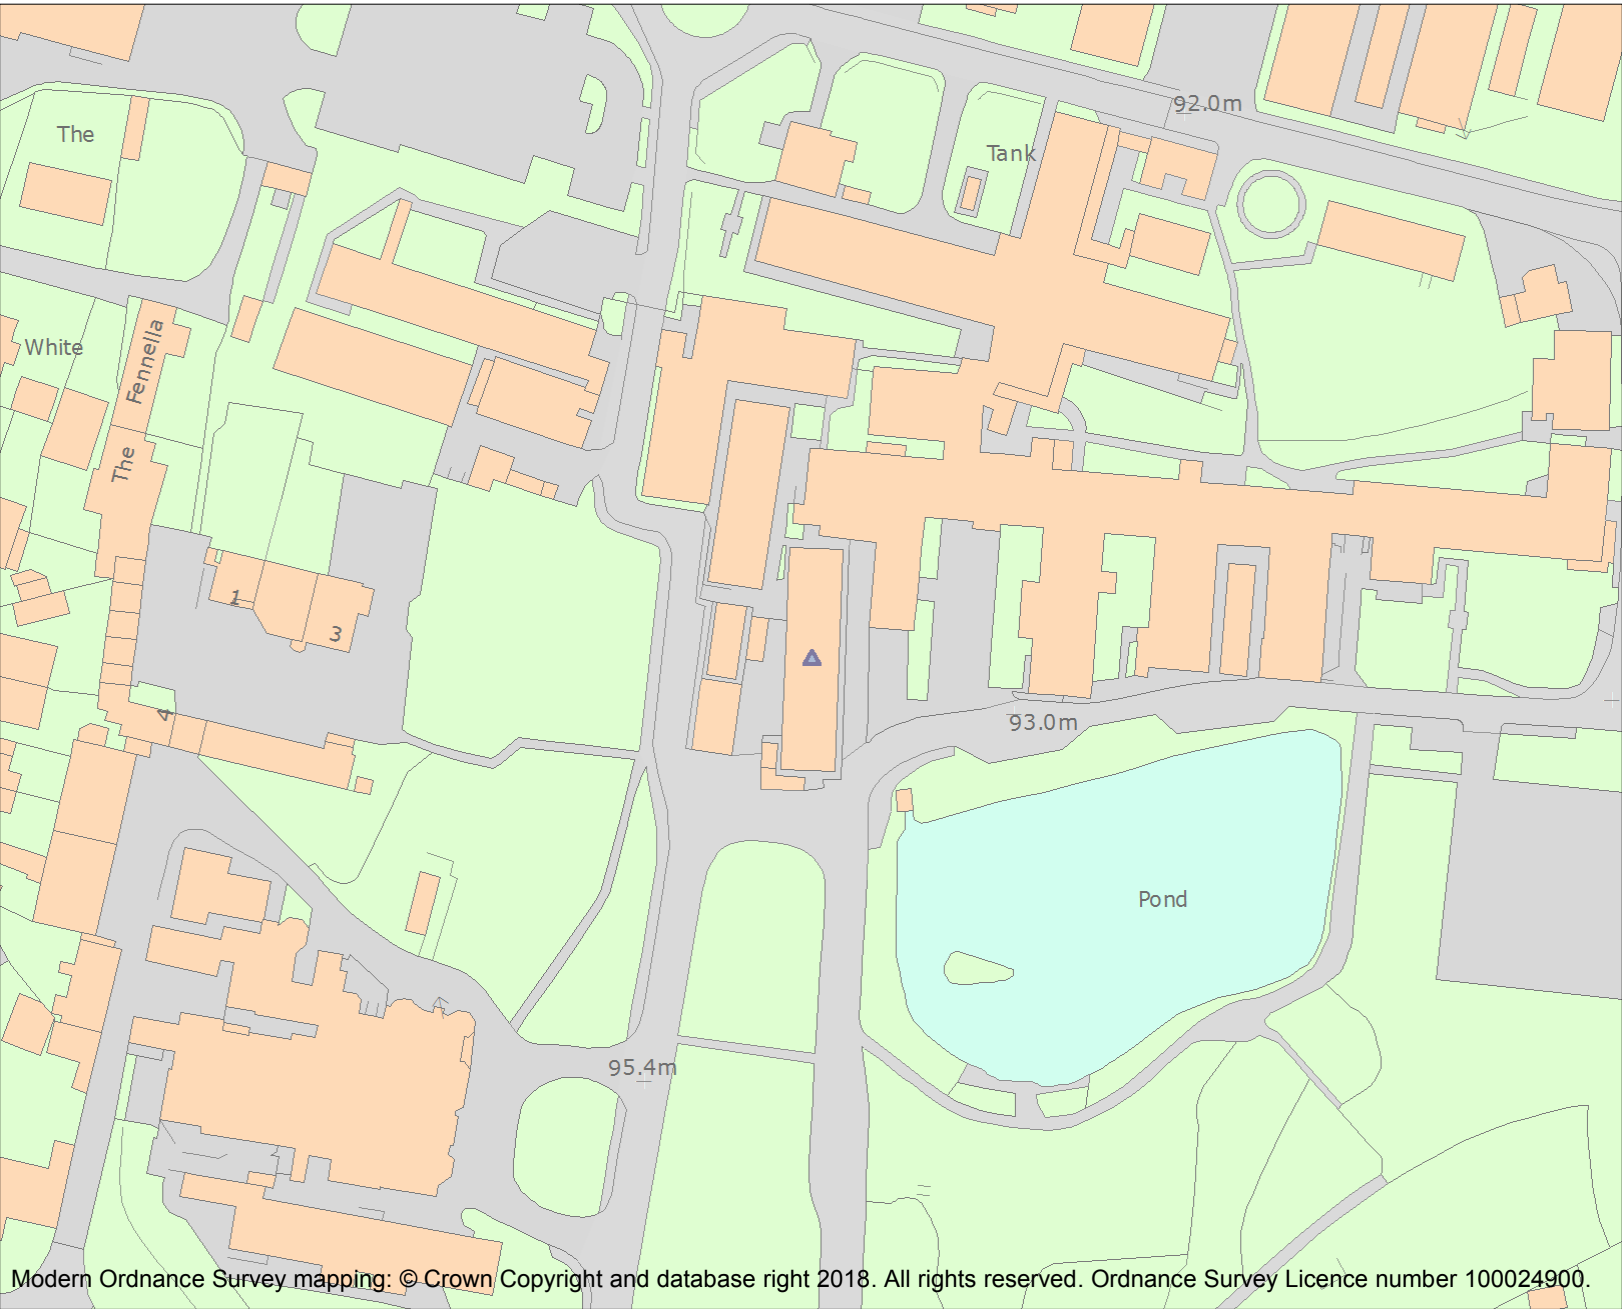 92.0m
The
Tank
White
Fennella
The
1
3
4
93.0m
Pond
95.4m
Modern Ordnance Survey mapping: © Crown Copyright and database right 2018. All rights reserved. Ordnance Survey Licence number 100024900.